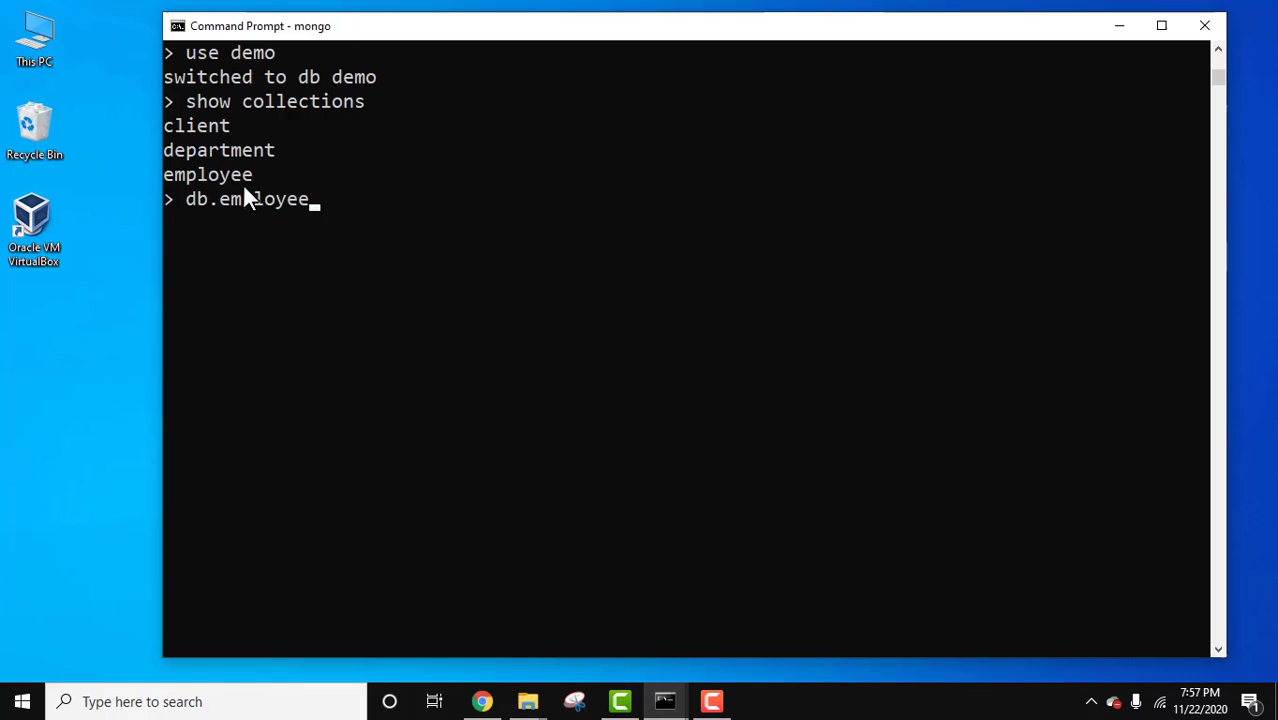 This PC
Recycle Bin
Oracle VM
VirtualBox
Command Prompt - mongo
> use demo
switched to db demo
> show collections
client
department
employee
> db.employee
Type here to search
7:57 PM
11/22/2020
1